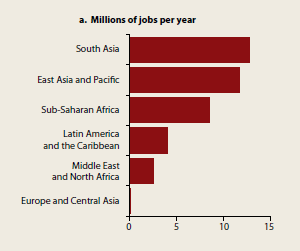 a. Millions of jobs per year
South Asia
East Asia and Pacific
Sub-Saharan Africa
Latin America
and the Caribbean
Middle East
and North Africa
Europe and Central Asia
0 5 10 15